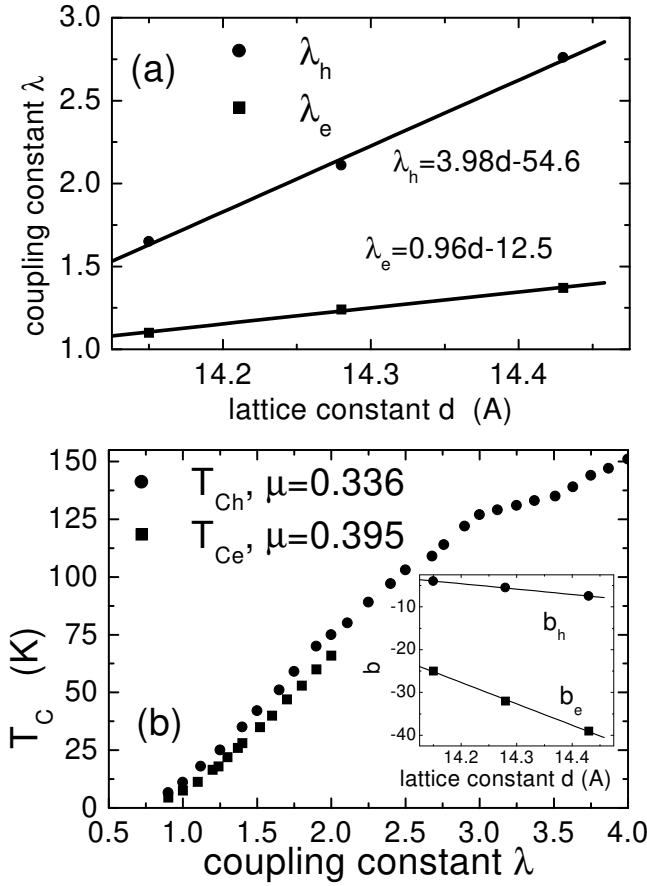 3.0
(a)
λh
λe
2.5
coupling constant λ
λh=3.98d-54.6
2.0
1.5
λe=0.96d-12.5
1.0
14.2 14.3 14.4
lattice constant d (A)
150
TCh, μ=0.336
125
TCe, μ=0.395
100
TC (K)
75
50
(b)
25
0
-10
bh
-20
b
-30
be
-40
14.2 14.3 14.4
lattice constant d (A)
0.5 1.0 1.5 2.0 2.5 3.0 3.5 4.0
coupling constant λ